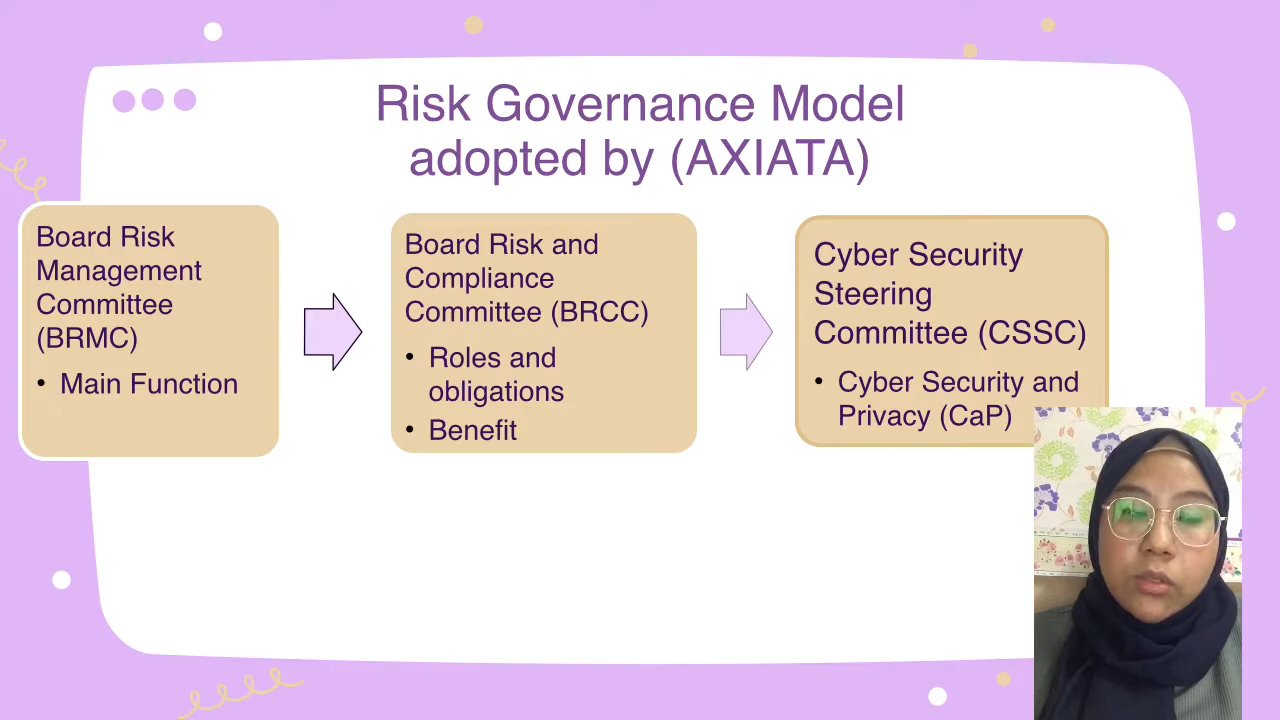 Risk Governance Model
adopted by (AXIATA)
Board Risk
Management
Committee
(BRMC)
• Main Function
Board Risk and
Compliance
Committee (BRCC)
• Roles and
obligations
• Benefit
Cyber Security
Steering
Committee (CSSC)
• Cyber Security and
Privacy (CaP)